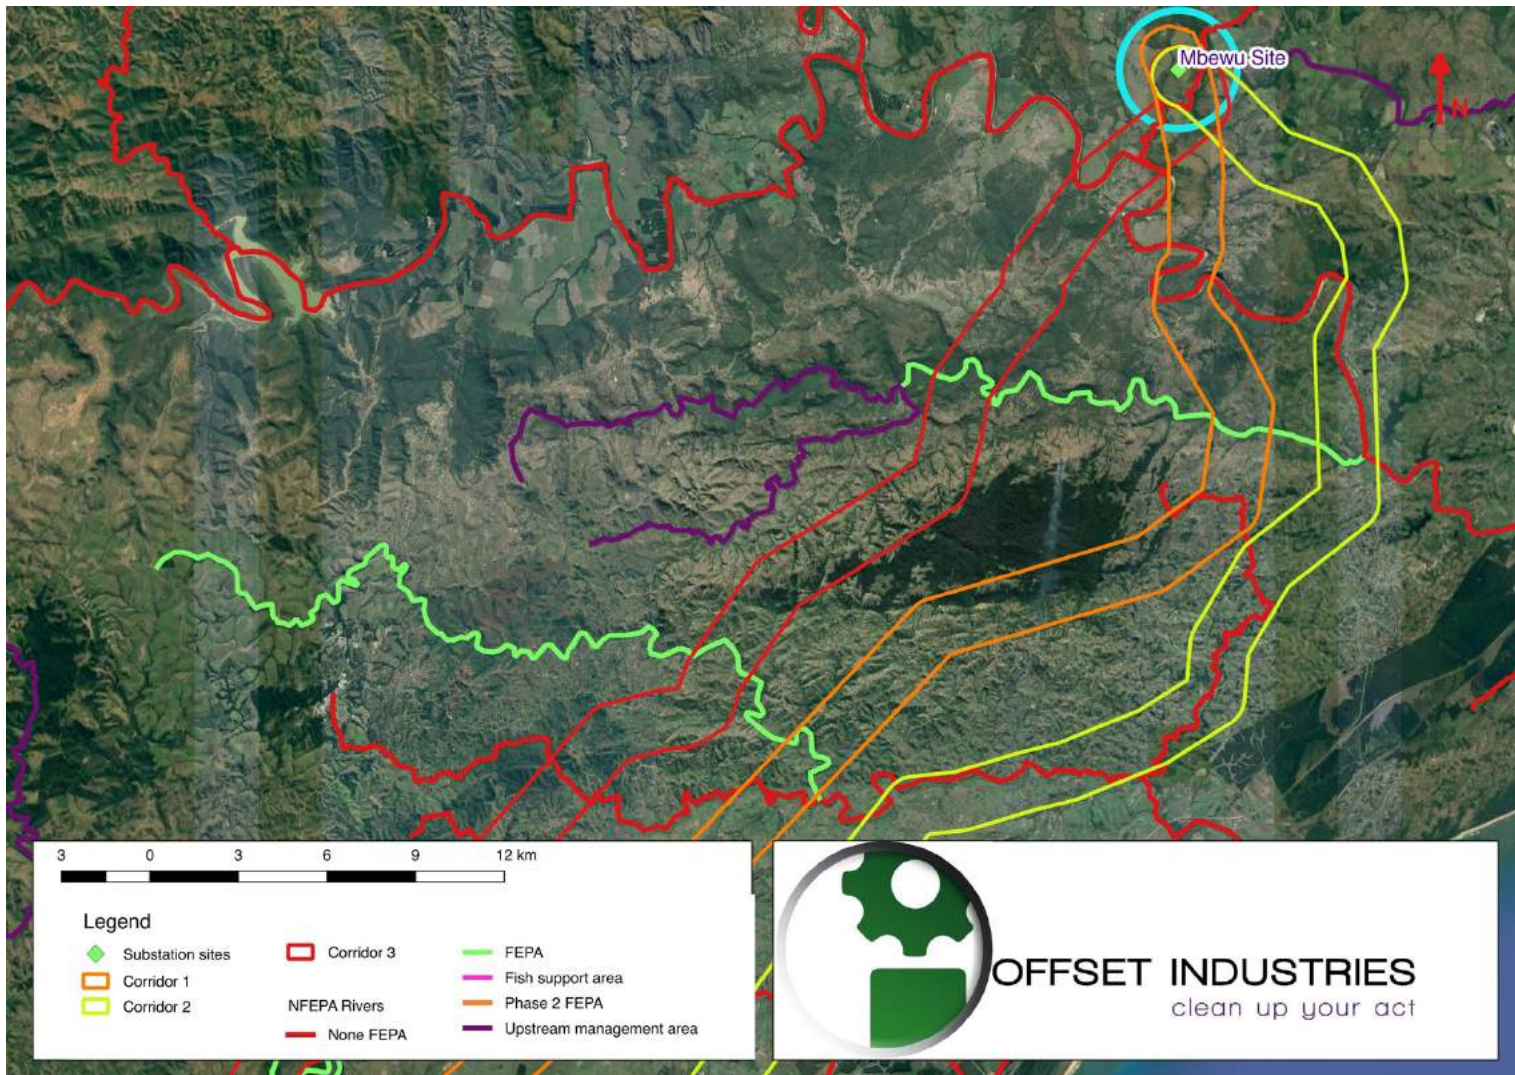 Mbewu Site
N
3 0 3 6 9 12 km
Legend
Substation sites
Corridor 1
Corridor 2
Corridor 3
NFEPA Rivers
None FEPA
FEPA
Fish support area
Phase 2 FEPA
Upstream management area
OFFSET INDUSTRIES
clean up your act